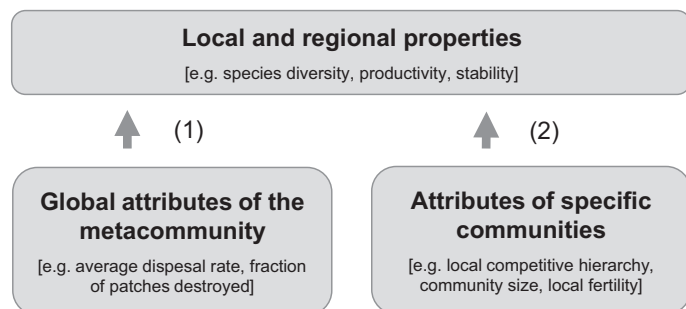 Local and regional properties
[e.g. species diversity, productivity, stability]
(1)
(2)
Global attributes of the
metacommunity
[e.g. average dispesal rate, fraction
of patches destroyed]
Attributes of specific
communities
[e.g. local competitive hierarchy,
community size, local fertility]